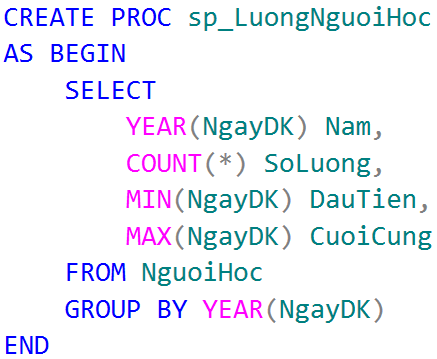 CREATE PROC sp_LuongNguoiHoc
AS BEGIN
    SELECT
        YEAR(NgayDK) Nam,
        COUNT(*) SoLuong,
        MIN(NgayDK) DauTien,
        MAX(NgayDK) CuoiCung
    FROM NguoiHoc
    GROUP BY YEAR(NgayDK)
END